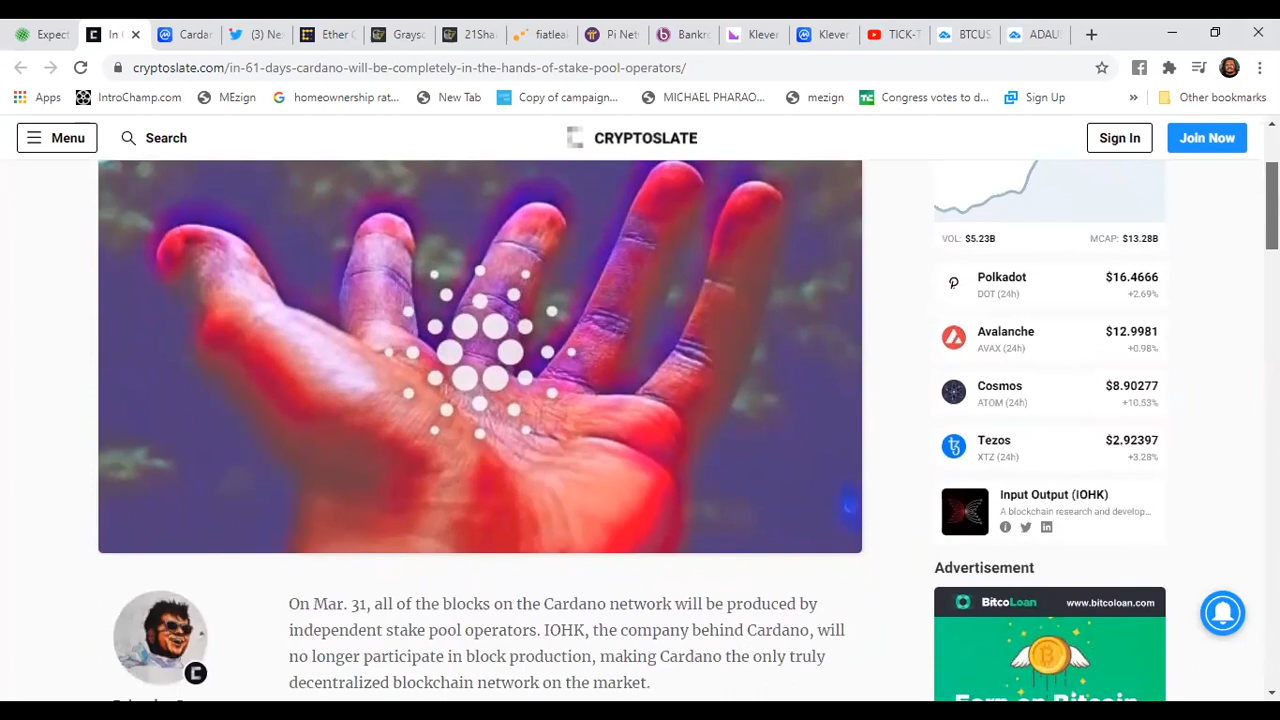 Expect
In (
Cardar
(3) Ne
Ether (
Graysc
21Sha
fiatleak
Pi Net
Bankro
Klever
Klever
TICK-T
BTCUS
ADAU
cryptoslate.com/in-61-days-cardano-will-be-completely-in-the-hands-of-stake-pool-operators/
Apps
IntroChamp.com
MEzign
homeownership rat...
New Tab
Copy of campaign...
MICHAEL PHARAO...
mezign
Congress votes to d...
Sign Up
»
Other bookmarks
Menu
Search
CRYPTOSLATE
Sign In
Join Now
VOL: $5.23B MCAP: $13.28B
Polkadot $16.4666
DOT (24h) +2.69%
Avalanche $12.9981
AVAX (24h) +0.98%
Cosmos $8.90277
ATOM (24h) +10.53%
Tezos $2.92397
XTZ (24h) +3.28%
Input Output (IOHK)
A blockchain research and develop...
Advertisement
BitcoLoan www.bitcoloan.com
Earn on Bitcoin
On Mar. 31, all of the blocks on the Cardano network will be produced by
independent stake pool operators. IOHK, the company behind Cardano, will
no longer participate in block production, making Cardano the only truly
decentralized blockchain network on the market.